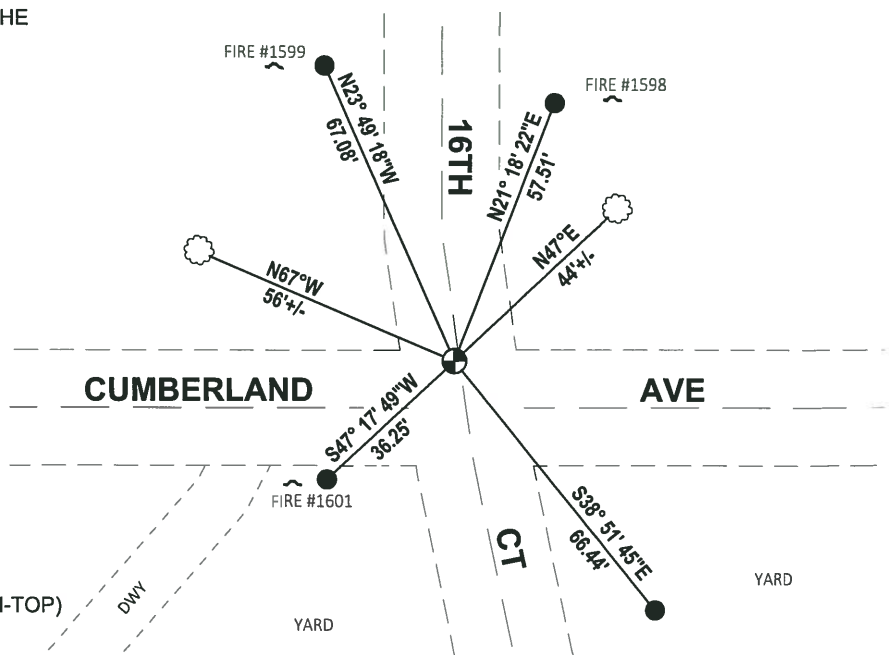 HE
FIRE #1599
FIRE #1598
N23° 49' 18"W
67.08'
16TH
N21° 18' 22"E
57.51'
N67°W
56'+/-
N47°E
44'+/-
CUMBERLAND AVE
S47° 17' 49"W
36.25'
FIRE #1601
S38° 51' 45"E
66.44'
CT
YARD
DWY
I-TOP)
YARD